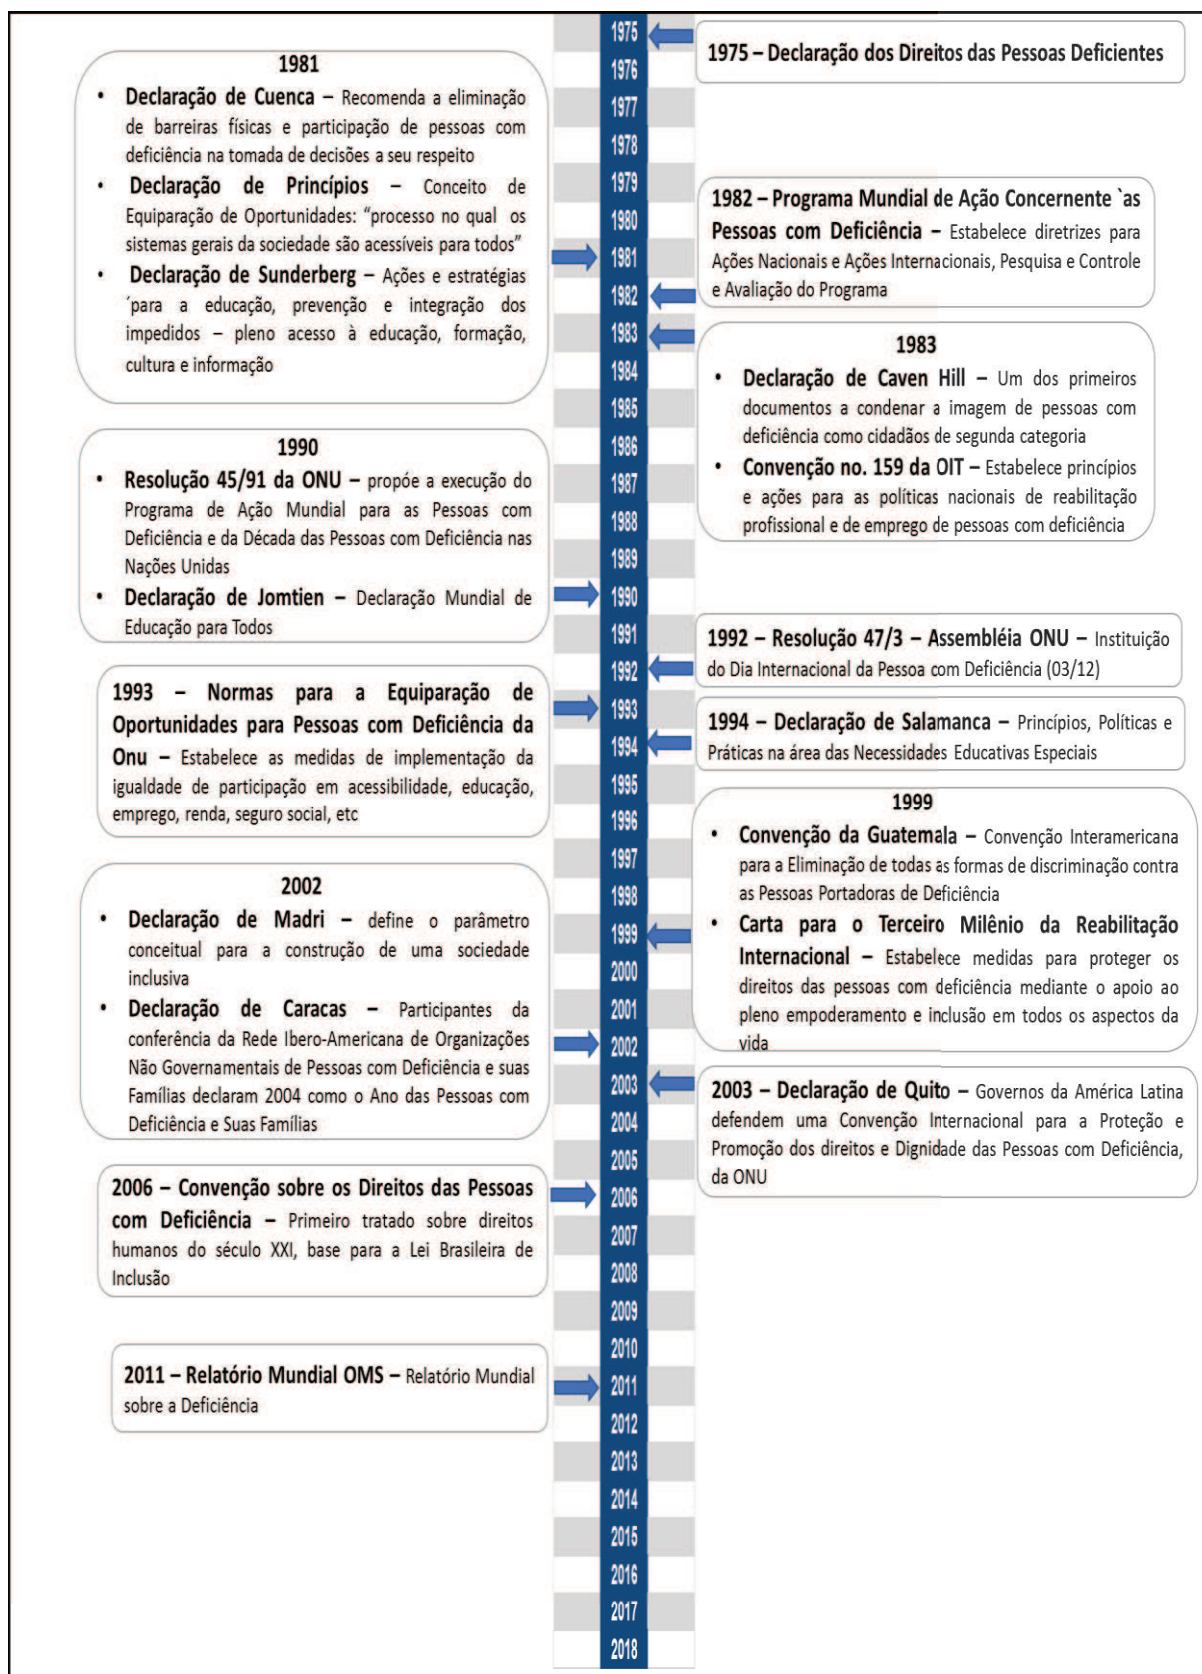 1975 – Declaração dos Direitos das Pessoas Deficientes
1981
• Declaração de Cuenca – Recomenda a eliminação
de barreiras físicas e participação de pessoas com
deficiência na tomada de decisões a seu respeito
• Declaração de Princípios – Conceito de
Equiparação de Oportunidades: “processo no qual os
sistemas gerais da sociedade são acessíveis para todos”
• Declaração de Sunderberg – Ações e estratégias
´para a educação, prevenção e integração dos
impedidos – pleno acesso à educação, formação,
cultura e informação
1982 – Programa Mundial de Ação Concernente `as
Pessoas com Deficiência – Estabelece diretrizes para
Ações Nacionais e Ações Internacionais, Pesquisa e Controle
e Avaliação do Programa
1983
• Declaração de Caven Hill – Um dos primeiros
documentos a condenar a imagem de pessoas com
deficiência como cidadãos de segunda categoria
• Convenção no. 159 da OIT – Estabelece princípios
e ações para as políticas nacionais de reabilitação
profissional e de emprego de pessoas com deficiência
1990
• Resolução 45/91 da ONU – propóe a execução do
Programa de Ação Mundial para as Pessoas com
Deficiência e da Década das Pessoas com Deficiência nas
Nações Unidas
• Declaração de Jomtien – Declaração Mundial de
Educação para Todos
1992 – Resolução 47/3 – Assembléia ONU – Instituição
do Dia Internacional da Pessoa com Deficiência (03/12)
1993 – Normas para a Equiparação de
Oportunidades para Pessoas com Deficiência da
Onu – Estabelece as medidas de implementação da
igualdade de participação em acessibilidade, educação,
emprego, renda, seguro social, etc
1994 – Declaração de Salamanca – Princípios, Políticas e
Práticas na área das Necessidades Educativas Especiais
1999
• Convenção da Guatemala – Convenção Interamericana
para a Eliminação de todas as formas de discriminação contra
as Pessoas Portadoras de Deficiência
• Carta para o Terceiro Milênio da Reabilitação
Internacional – Estabelece medidas para proteger os
direitos das pessoas com deficiência mediante o apoio ao
pleno empoderamento e inclusão em todos os aspectos da
vida
2002
• Declaração de Madri – define o parâmetro
conceitual para a construção de uma sociedade
inclusiva
• Declaração de Caracas – Participantes da
conferência da Rede Ibero-Americana de Organizações
Não Governamentais de Pessoas com Deficiência e suas
Famílias declaram 2004 como o Ano das Pessoas com
Deficiência e Suas Famílias
2003 – Declaração de Quito – Governos da América Latina
defendem uma Convenção Internacional para a Proteção e
Promoção dos direitos e Dignidade das Pessoas com Deficiência,
da ONU
2006 – Convenção sobre os Direitos das Pessoas
com Deficiência – Primeiro tratado sobre direitos
humanos do século XXI, base para a Lei Brasileira de
Inclusão
2011 – Relatório Mundial OMS – Relatório Mundial
sobre a Deficiência
1975
1976
1977
1978
1979
1980
1981
1982
1983
1984
1985
1986
1987
1988
1989
1990
1991
1992
1993
1994
1995
1996
1997
1998
1999
2000
2001
2002
2003
2004
2005
2006
2007
2008
2009
2010
2011
2012
2013
2014
2015
2016
2017
2018